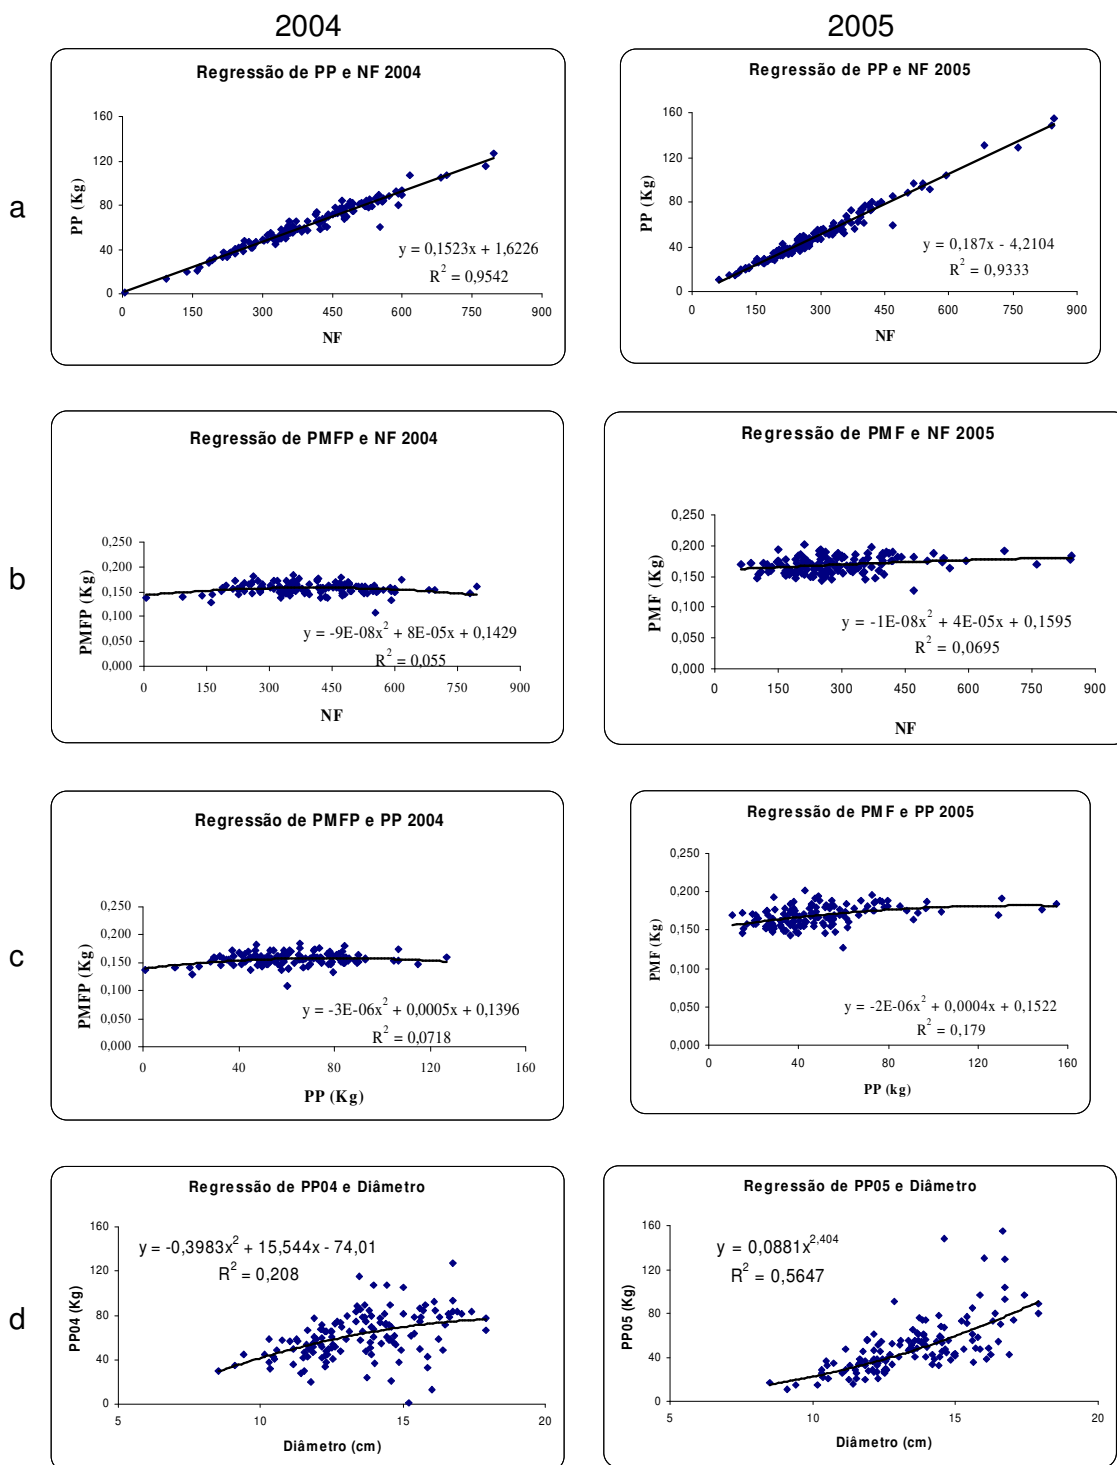 2004
2005
a
Regressão de PP e NF 2004
PP (Kg)
160
120
80
40
0
y = 0,1523x + 1,6226
R² = 0,9542
0 150 300 450 600 750 900
NF
Regressão de PP e NF 2005
PP (Kg)
160
120
80
40
0
y = 0,187x - 4,2104
R² = 0,9333
0 150 300 450 600 750 900
NF
b
Regressão de PMFP e NF 2004
PMFP (Kg)
0,250
0,200
0,150
0,100
0,050
0,000
y = -9E-08x² + 8E-05x + 0,1429
R² = 0,055
0 150 300 450 600 750 900
NF
Regressão de PMF e NF 2005
PMF (Kg)
0,250
0,200
0,150
0,100
0,050
0,000
y = -1E-08x² + 4E-05x + 0,1595
R² = 0,0695
0 150 300 450 600 750 900
NF
c
Regressão de PMFP e PP 2004
PMFP (Kg)
0,250
0,200
0,150
0,100
0,050
0,000
y = -3E-06x² + 0,0005x + 0,1396
R² = 0,0718
0 40 80 120 160
PP (Kg)
Regressão de PMF e PP 2005
PMF (Kg)
0,250
0,200
0,150
0,100
0,050
0,000
y = -2E-06x² + 0,0004x + 0,1522
R² = 0,179
0 40 80 120 160
PP (kg)
d
Regressão de PP04 e Diâmetro
PP04 (Kg)
160
120
80
40
0
y = -0,3983x² + 15,544x - 74,01
R² = 0,208
5 10 15 20
Diâmetro (cm)
Regressão de PP05 e Diâmetro
PP05 (Kg)
160
120
80
40
0
y = 0,0881x^2,404
R² = 0,5647
5 10 15 20
Diâmetro (cm)